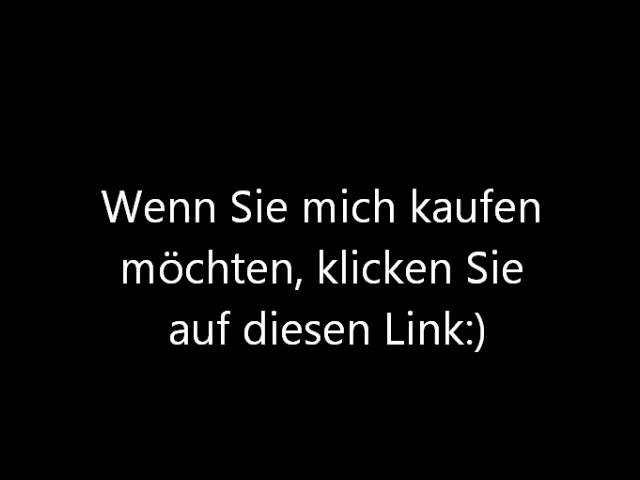 Wenn Sie mich kaufen
möchten, klicken Sie
auf diesen Link:)